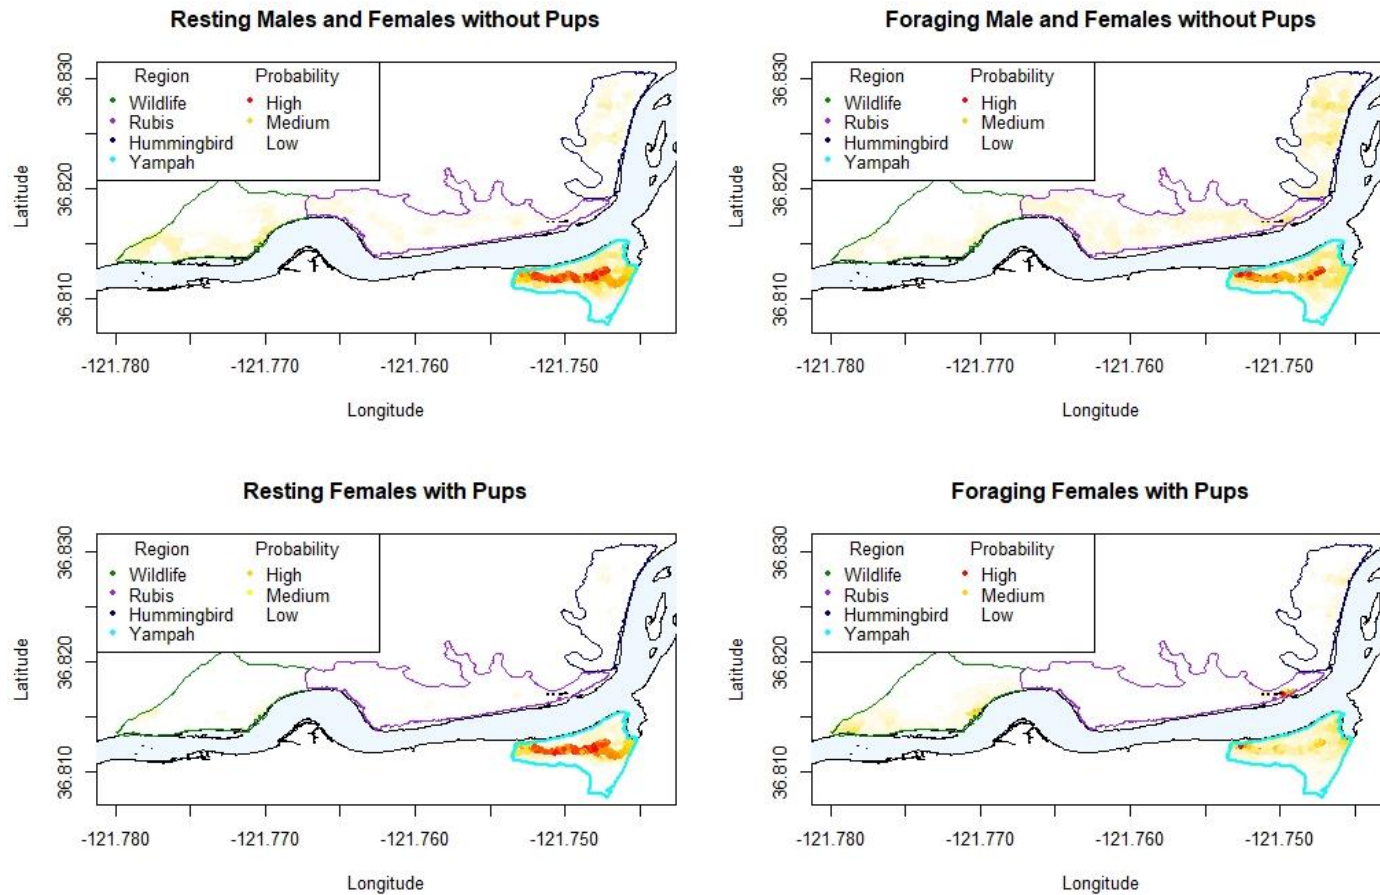 Resting Males and Females without Pups
Latitude
36.830
36.820
36.810
Region Probability
Wildlife High
Rubis Medium
Hummingbird Low
Yampah
-121.780 -121.770 -121.760 -121.750
Longitude
Foraging Male and Females without Pups
Latitude
36.830
36.820
36.810
Region Probability
Wildlife High
Rubis Medium
Hummingbird Low
Yampah
-121.780 -121.770 -121.760 -121.750
Longitude
Resting Females with Pups
Latitude
36.830
36.820
36.810
Region Probability
Wildlife High
Rubis Medium
Hummingbird Low
Yampah
-121.780 -121.770 -121.760 -121.750
Longitude
Foraging Females with Pups
Latitude
36.830
36.820
36.810
Region Probability
Wildlife High
Rubis Medium
Hummingbird Low
Yampah
-121.780 -121.770 -121.760 -121.750
Longitude